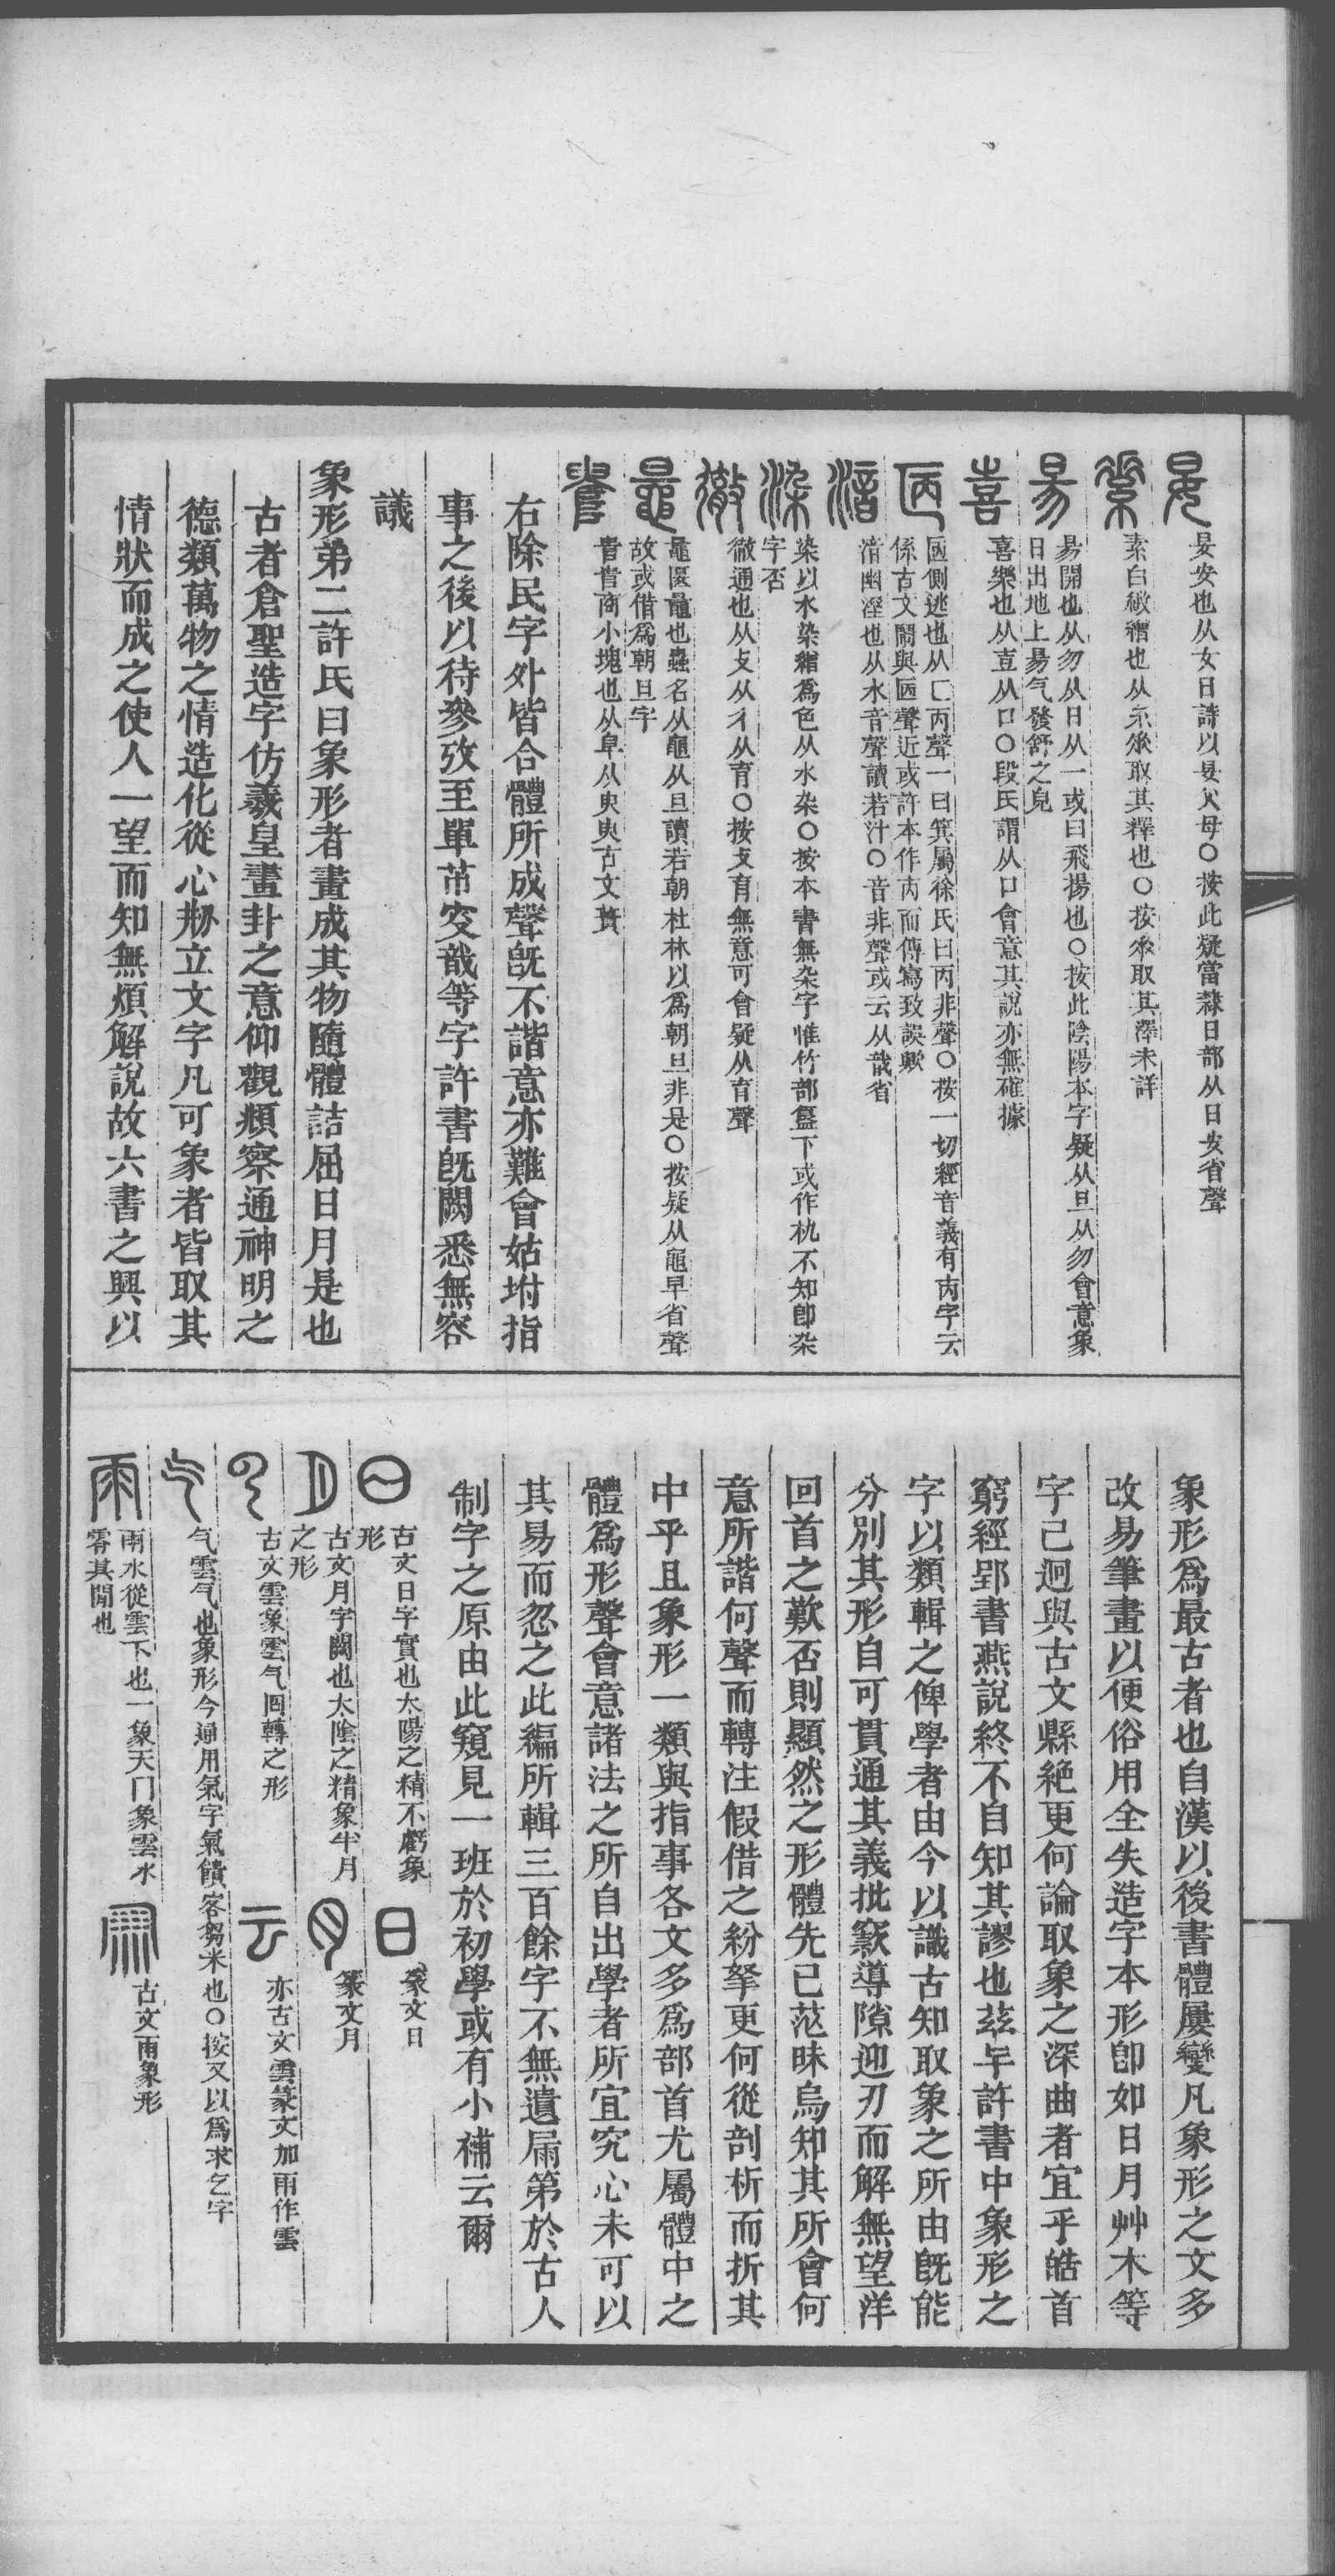 晏安也从女日詩以晏父母○按此疑當隸日部从日安省聲
素白緻繒也从糸𠂹取其澤也○按𠂹取其澤未詳
昜開也从勿从日从一或曰飛揚也○按此陰陽本字疑从旦从勿會意象
日出地上昜气發舒之皃
喜樂也从壴从口○段氏謂从口會意其說亦無確據
㔷側逃也从匚丙聲一曰箕屬徐氏曰丙非聲○按一切經音義有㔷字云
係古文陋與㔷聲近或許本作㔷而傳寫致誤歟
湆幽溼也从水音聲讀若汁○音非聲或云从戠省
染以水染繒爲色从水杂○按本書無杂字惟竹部簋下或作朹不知卽杂
字否
徹通也从攴从彳从育○按攴育無意可會疑从育聲
鼂匽鼂也蟲名从黽从旦讀若朝杜林以爲朝旦非是○按疑从黽早省聲
故或借爲朝旦字
𠳋𠳋商小塊也从𨸏从臾臾古文蕢
右除民字外皆合體所成聲旣不諧意亦難會姑坿指
事之後以待參攷至單帀叜戠等字許書旣闕悉無容
議
象形弟二許氏曰象形者畫成其物隨體詰屈日月是也
古者倉聖造字仿羲皇畫卦之意仰觀頫察通神明之
德類萬物之情造化從心刱立文字凡可象者皆取其
情狀而成之使人一望而知無煩解說故六書之興以
象形爲最古者也自漢以後書體屢變凡象形之文多
改易筆畫以便俗用全失造字本形卽如日月艸木等
字已迥與古文縣絕更何論取象之深曲者宜乎皓首
窮經郢書燕說終不自知其謬也茲於許書中象形之
字以類輯之俾學者由今以識古知取象之所由旣能
分別其形自可貫通其義批窾導隙迎刃而解無望洋
回首之歎否則顯然之形體先已茫昧烏知其所會何
意所諧何聲而轉注假借之紛拏更何從剖析而折其
中乎且象形一類與指事各文多爲部首尤屬體中之
體爲形聲會意諸法之所自出學者所宜究心未可以
其易而忽之此編所輯三百餘字不無遺扇第於古人
制字之原由此窺見一班於初學或有小補云爾
古文日字實也太陽之精不虧象
形
篆文日
古文月字闕也太陰之精象半月
之形
篆文月
古文雲象雲气囘轉之形
亦古文雲篆文加雨作雲
气雲气也象形今通用氣字氣饋客芻米也○按又以爲求乞字
雨水從雲下也一象天冂象雲水
霝其閒也
古文雨象形